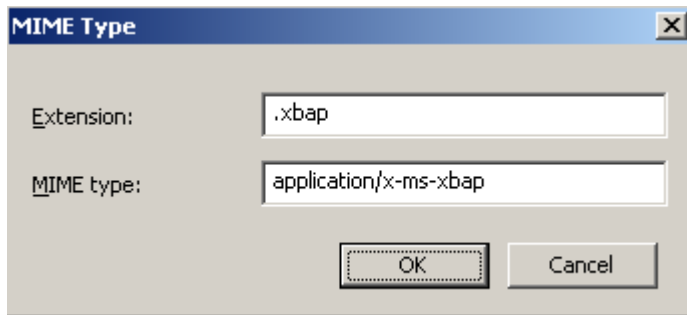 MIME Type
Extension: .xbap
MIME type: application/x-ms-xbap
OK Cancel